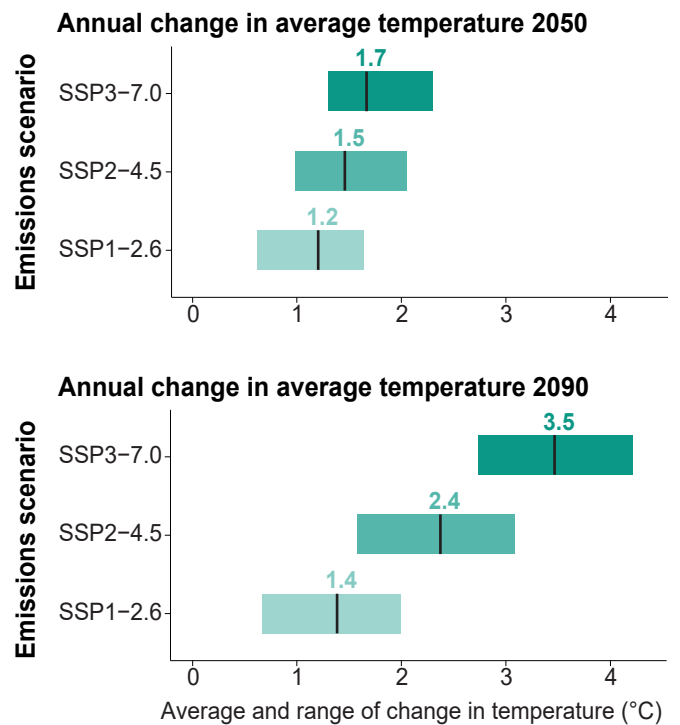 Annual change in average temperature 2050
Emissions scenario
1.7
SSP3−7.0
1.5
SSP2−4.5
1.2
SSP1−2.6
0 1 2 3 4
Annual change in average temperature 2090
Emissions scenario
3.5
SSP3−7.0
2.4
SSP2−4.5
1.4
SSP1−2.6
0 1 2 3 4
Average and range of change in temperature (°C)